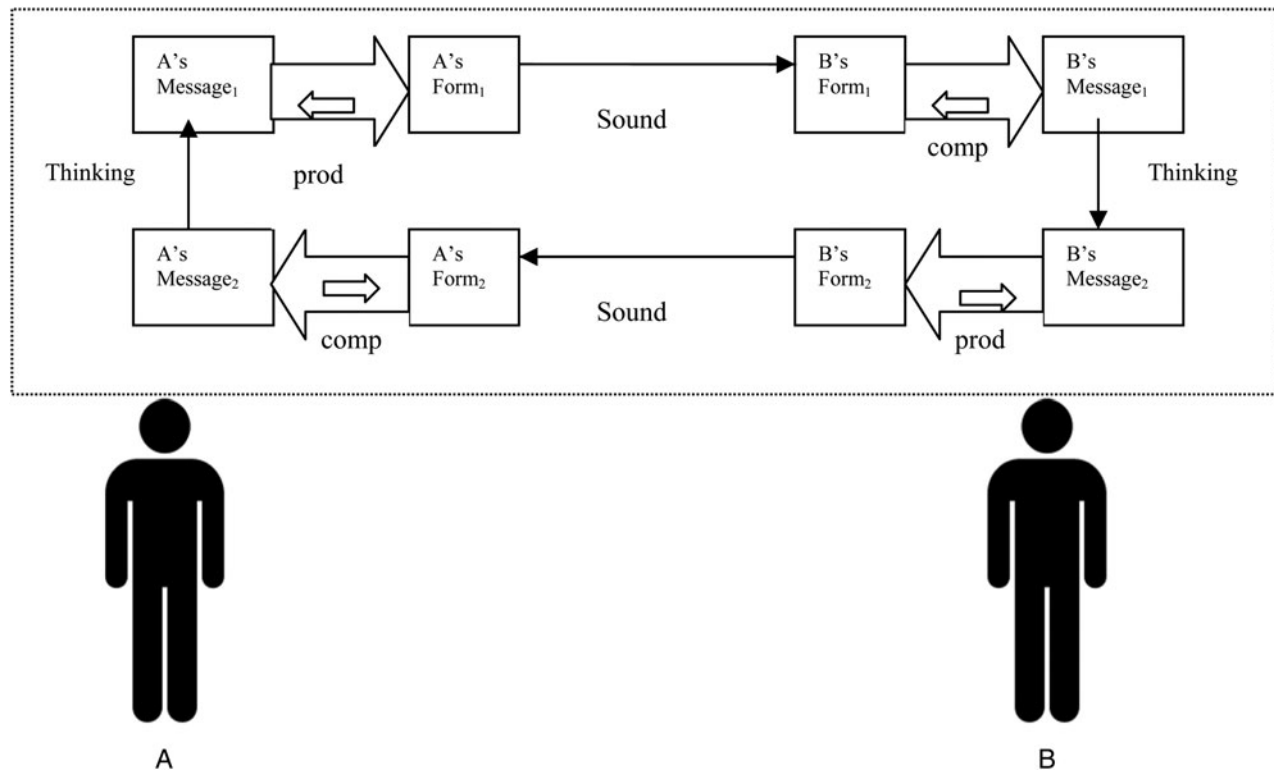 A's
Message₁
A's
Form₁
B's
Form₁
B's
Message₁
Sound
comp
Thinking
prod
Thinking
A's
Message₂
A's
Form₂
B's
Form₂
B's
Message₂
Sound
comp
prod
A
B